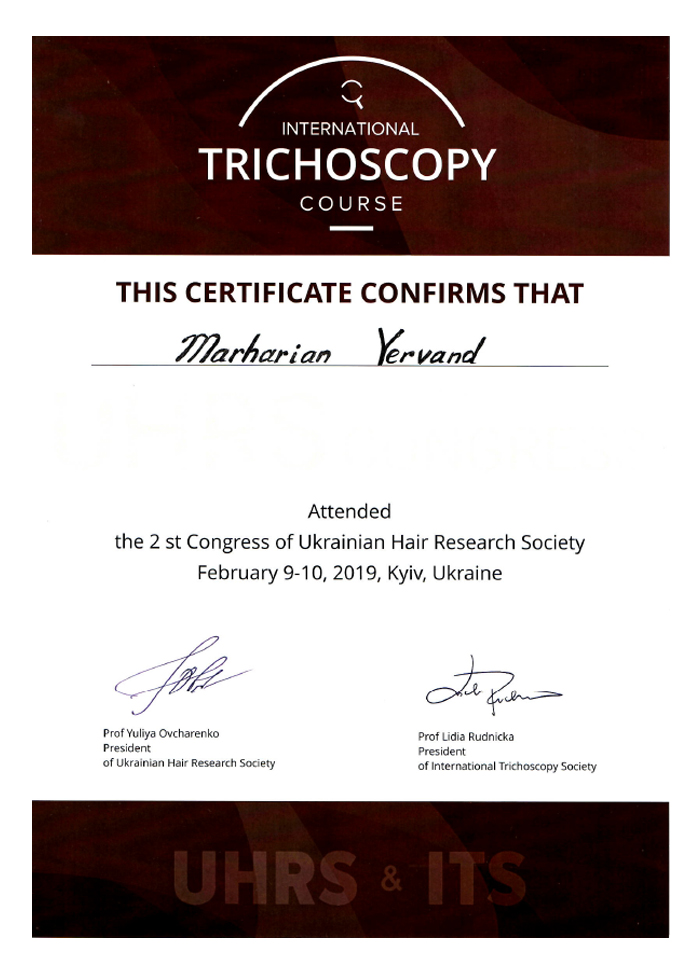 INTERNATIONAL
TRICHOSCOPY
COURSE
THIS CERTIFICATE CONFIRMS THAT
Marharian Yervand
Attended
the 2 st Congress of Ukrainian Hair Research Society
February 9-10, 2019, Kyiv, Ukraine
Prof Yuliya Ovcharenko
President
of Ukrainian Hair Research Society
Prof Lidia Rudnicka
President
of International Trichoscopy Society
UHRS & ITS